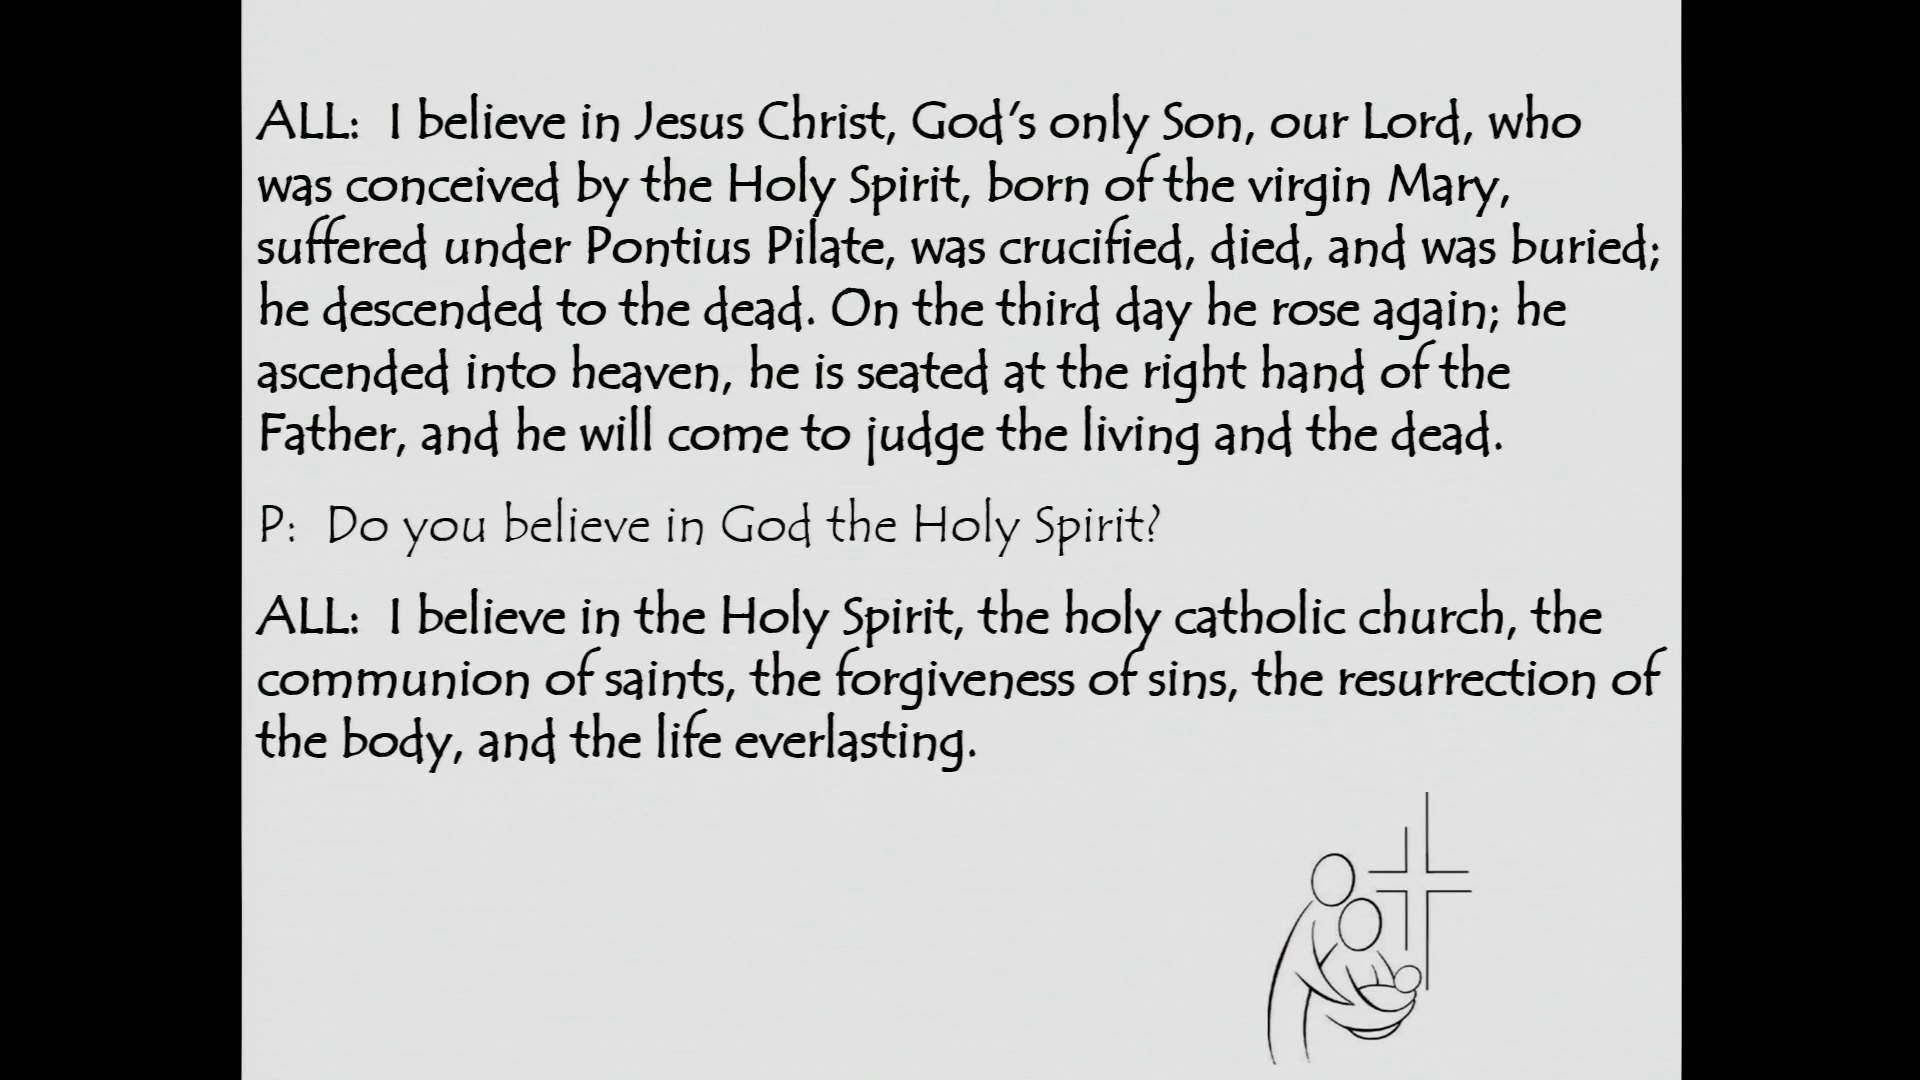 ALL:  I believe in Jesus Christ, God's only Son, our Lord, who
was conceived by the Holy Spirit, born of the virgin Mary,
suffered under Pontius Pilate, was crucified, died, and was buried;
he descended to the dead. On the third day he rose again; he
ascended into heaven, he is seated at the right hand of the
Father, and he will come to judge the living and the dead.
P:  Do you believe in God the Holy Spirit?
ALL:  I believe in the Holy Spirit, the holy catholic church, the
communion of saints, the forgiveness of sins, the resurrection of
the body, and the life everlasting.